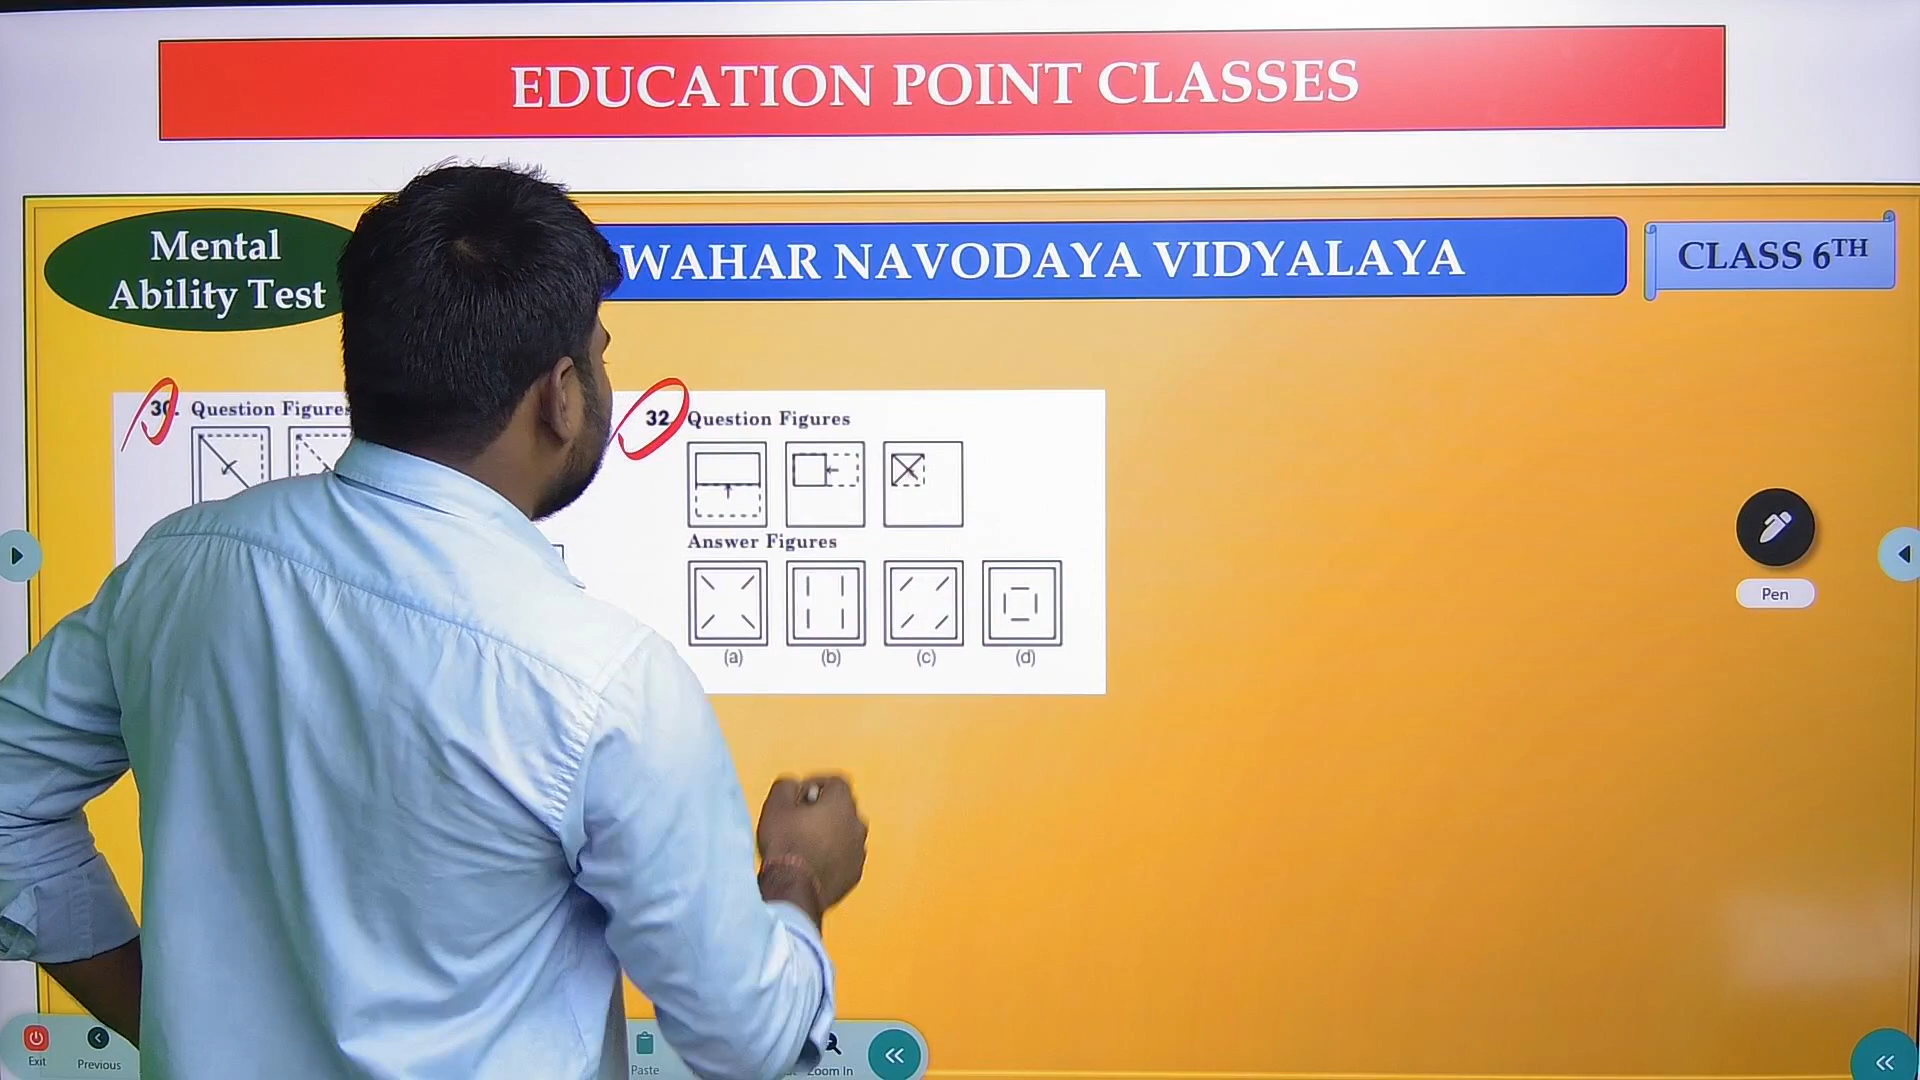 EDUCATION POINT CLASSES
Mental
Ability Test
WAHAR NAVODAYA VIDYALAYA
CLASS 6TH
30. Question Figures
32. Question Figures
Answer Figures
(a) (b) (c) (d)
Pen
Exit
Previous
Paste
Zoom In